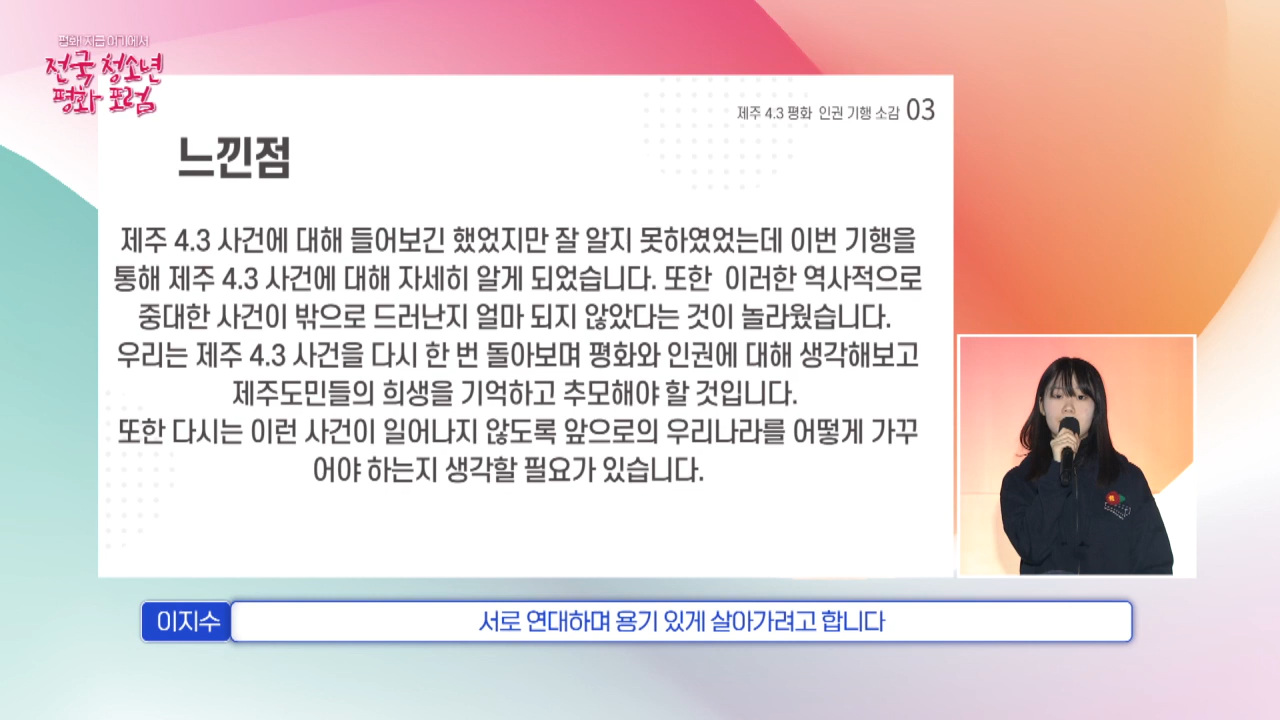 평화! 지금 여기에서
전국 청소년
평화 포럼
제주 4.3 평화 인권 기행 소감 03
느낀점
제주 4.3 사건에 대해 들어보긴 했었지만 잘 알지 못하였었는데 이번 기행을
통해 제주 4.3 사건에 대해 자세히 알게 되었습니다. 또한 이러한 역사적으로
중대한 사건이 밖으로 드러난지 얼마 되지 않았다는 것이 놀라웠습니다.
우리는 제주 4.3 사건을 다시 한 번 돌아보며 평화와 인권에 대해 생각해보고
제주도민들의 희생을 기억하고 추모해야 할 것입니다.
또한 다시는 이런 사건이 일어나지 않도록 앞으로의 우리나라를 어떻게 가꾸
어야 하는지 생각할 필요가 있습니다.
이지수
서로 연대하며 용기 있게 살아가려고 합니다